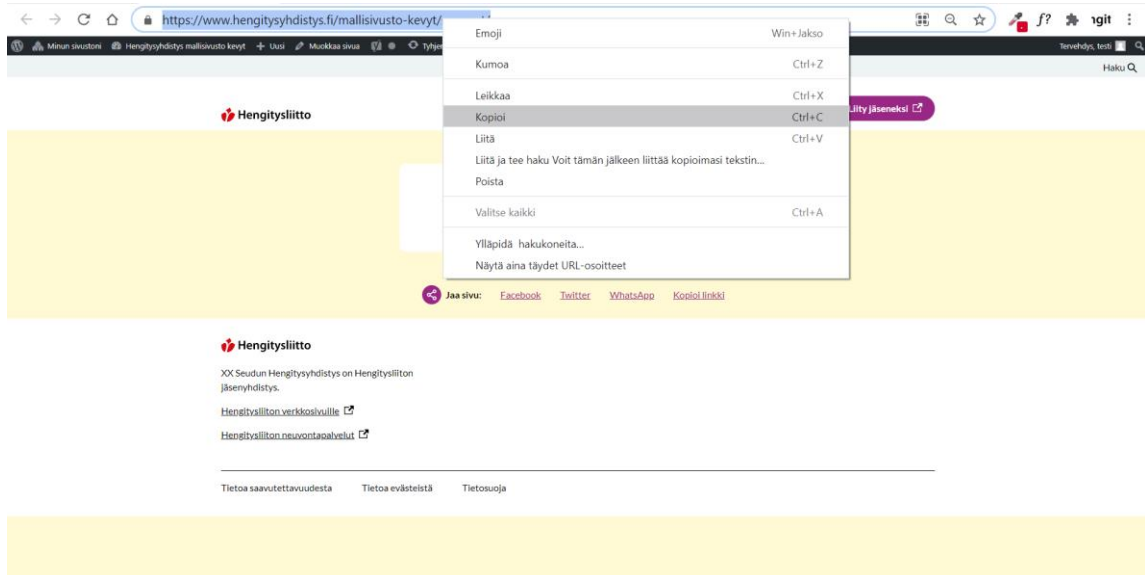 https://www.hengitysyhdistys.fi/mallisivusto-kevyt/
f?
Minun sivustoni Hengitysyhdistys mallisivusto kevyt Uusi Muokkaa sivua Tervehdys, testi
Haku
Hengitysliitto
Liity jäseneksi
Emoji Win+Jakso
Kumoa Ctrl+Z
Leikkaa Ctrl+X
Kopioi Ctrl+C
Liitä Ctrl+V
Liitä ja tee haku Voit tämän jälkeen liittää kopioimasi tekstin...
Poista
Valitse kaikki Ctrl+A
Ylläpidä hakukoneita...
Näytä aina täydet URL-osoitteet
Jaa sivu: Facebook Twitter WhatsApp Kopioi linkki
Hengitysliitto
XX Seudun Hengitysyhdistys on Hengitysliiton
jäsenyhdistys.
Hengitysliiton verkkosivuille
Hengitysliiton neuvontapalvelut
Tietoa saavutettavuudesta Tietoa evästeistä Tietosuoja